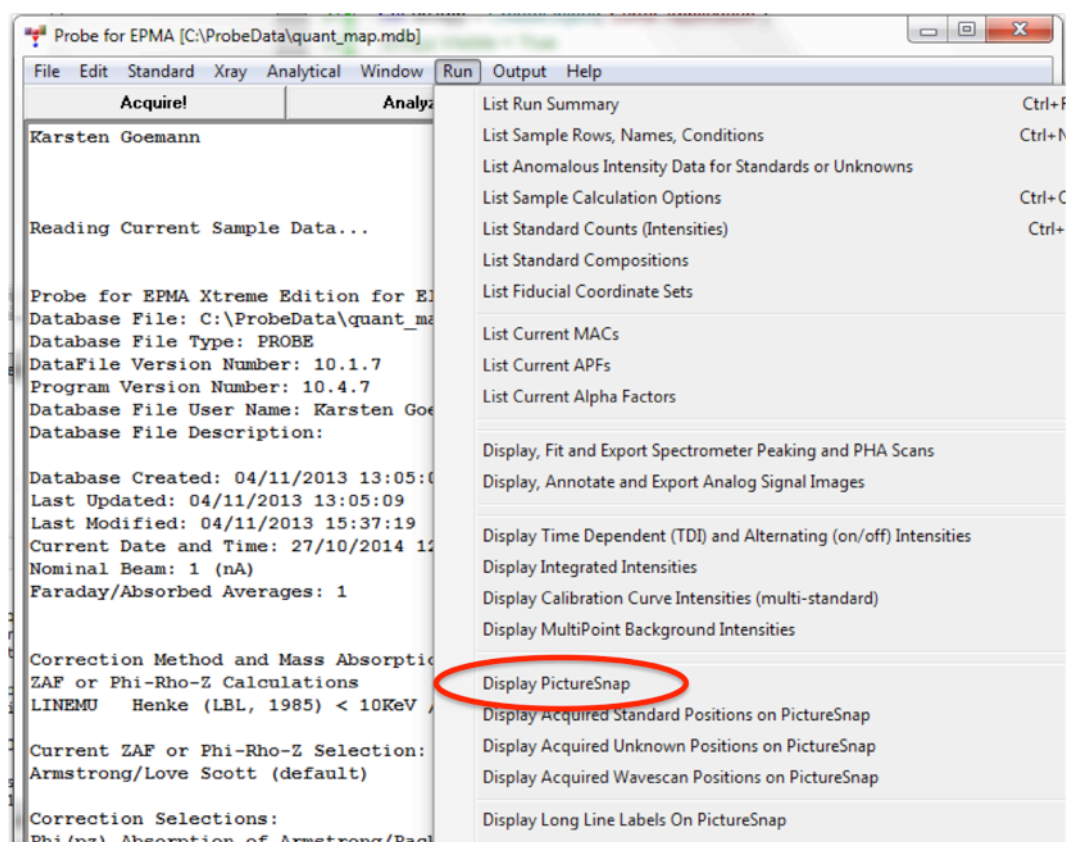 Probe for EPMA [C:\ProbeData\quant_map.mdb]
File Edit Standard Xray Analytical Window Run Output Help
Acquire!
Karsten Goemann
Reading Current Sample Data...
Probe for EPMA Xtreme Edition for
Database File: C:\ProbeData\quant_
Database File Type: PROBE
DataFile Version Number: 10.1.7
Program Version Number: 10.4.7
Database File User Name: Karsten
Database File Description:
Database Created: 04/11/2013 13:05:
Last Updated: 04/11/2013 13:05:09
Last Modified: 04/11/2013 15:37:19
Current Date and Time: 27/10/2014
Nominal Beam: 1 (nA)
Faraday/Absorbed Averages: 1
Correction Method and Mass
ZAF or Phi-Rho-Z Calculations
LINEMU Henke (LBL, 1985) < 10KeV /
Current ZAF or Phi-Rho-Z Selection:
Armstrong/Love Scott (default)
Correction Selections:
Absorption of
List Run Summary
List Sample Rows, Names, Conditions
List Anomalous Intensity Data for Standards or Unknowns
List Sample Calculation Options
List Standard Counts (Intensities) Ctrl+
List Standard Compositions
List Fiducial Coordinate Sets
List Current MACs
List Current APFs
List Current Alpha Factors
Display, Fit and Export Spectrometer Peaking and PHA Scans
Display, Annotate and Export Analog Signal Images
Display Time Dependent (TDI) and Alternating (on/off) Intensities
Display Integrated Intensities
Display Calibration Curve Intensities (multi-standard)
Display MultiPoint Background Intensities
Display PictureSnap
Display Acquired Standard Positions on PictureSnap
Display Acquired Unknown Positions on PictureSnap
Display Acquired Wavescan Positions on PictureSnap
Display Long Line Labels On PictureSnap